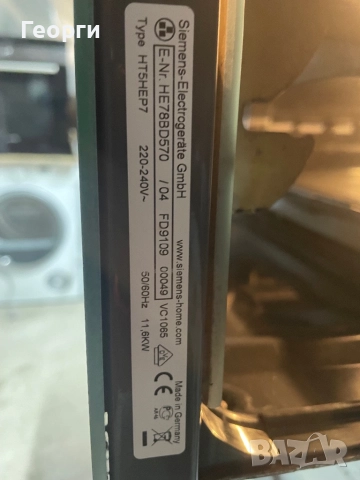 Георги
Siemens-Electrogeräte GmbH www.siemens-home.com
E-Nr. HE78BD570 / 04 FD9109 00049 VC1065 Made in Germany
Type HT5HEP7 220-240V~ 50/60Hz 11,6KW
bazar